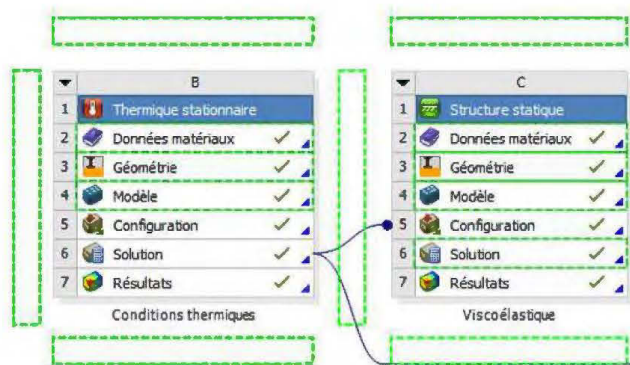 B
1 Thermique stationnaire
2 Données matériaux
3 Géométrie
4 Modèle
5 Configuration
6 Solution
7 Résultats
Conditions thermiques
C
1 Structure statique
2 Données matériaux
3 Géométrie
4 Modèle
5 Configuration
6 Solution
7 Résultats
Viscoélastique